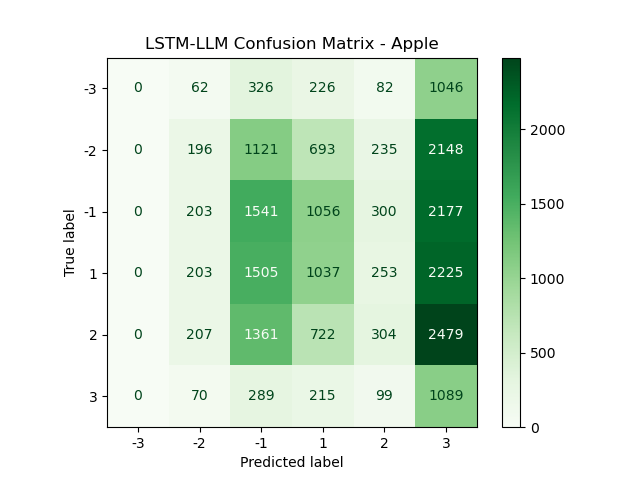 LSTM-LLM Confusion Matrix - Apple
True label
-3 0 62 326 226 82 1046
-2 0 196 1121 693 235 2148
-1 0 203 1541 1056 300 2177
1 0 203 1505 1037 253 2225
2 0 207 1361 722 304 2479
3 0 70 289 215 99 1089
-3 -2 -1 1 2 3
Predicted label
2000
1500
1000
500
0